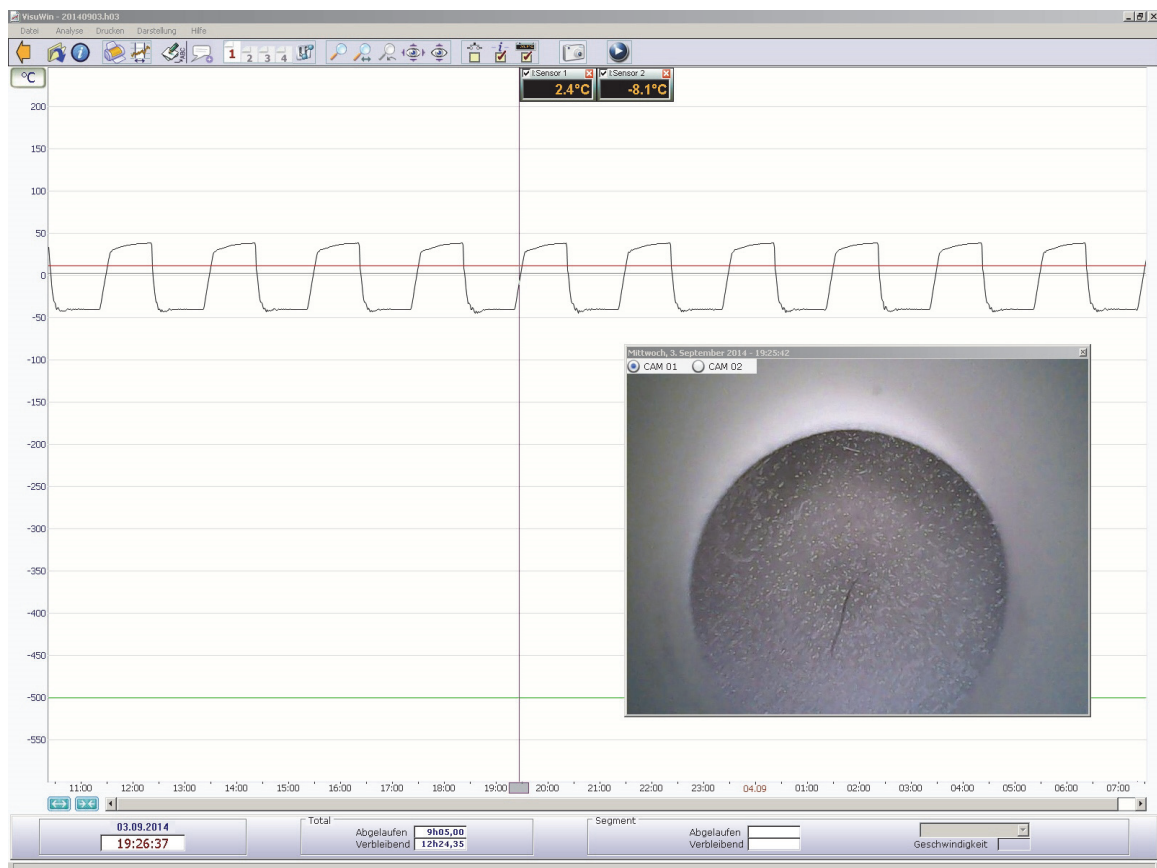 VisuWin - 20140903.h03
Datei Analyse Drucken Darstellung Hilfe
1 2 3 4
°C
I:Sensor 1 I:Sensor 2
2.4°C -8.1°C
200
150
100
50
0
-50
-100
-150
-200
-250
-300
-350
-400
-450
-500
-550
Mittwoch, 3. September 2014 - 19:25:42
CAM 01 CAM 02
11:00 12:00 13:00 14:00 15:00 16:00 17:00 18:00 19:00 20:00 21:00 22:00 23:00 04.09 01:00 02:00 03:00 04:00 05:00 06:00 07:00
03.09.2014
19:26:37
Total
Abgelaufen 9h05,00
Verbleibend 12h24,35
Segment
Abgelaufen
Verbleibend
Geschwindigkeit